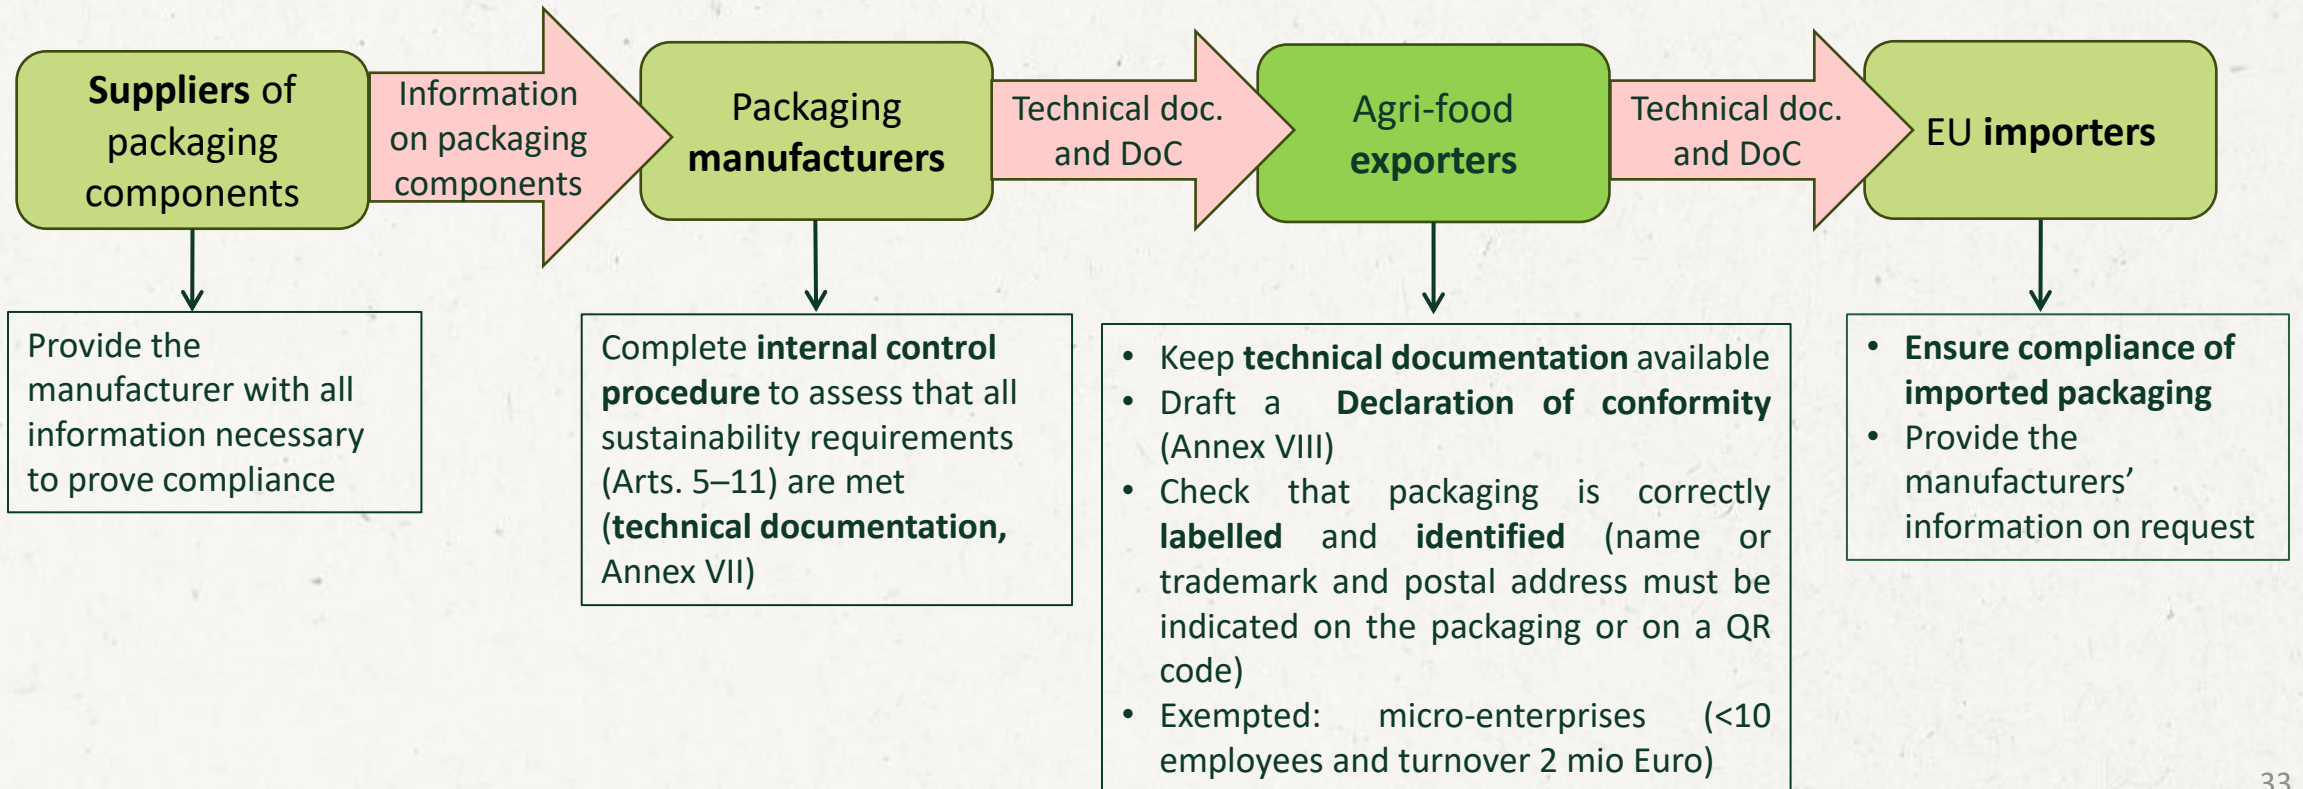 Suppliers of
packaging
components
Information
on packaging
components
Packaging
manufacturers
Technical doc.
and DoC
Agri-food
exporters
Technical doc.
and DoC
EU importers
Provide the
manufacturer with all
information necessary
to prove compliance
Complete internal control
procedure to assess that all
sustainability requirements
(Arts. 5–11) are met
(technical documentation,
Annex VII)
• Keep technical documentation available
• Draft a Declaration of conformity
(Annex VIII)
• Check that packaging is correctly
labelled and identified (name or
trademark and postal address must be
indicated on the packaging or on a QR
code)
• Exempted: micro-enterprises (<10
employees and turnover 2 mio Euro)
• Ensure compliance of
imported packaging
• Provide the
manufacturers’
information on request
33